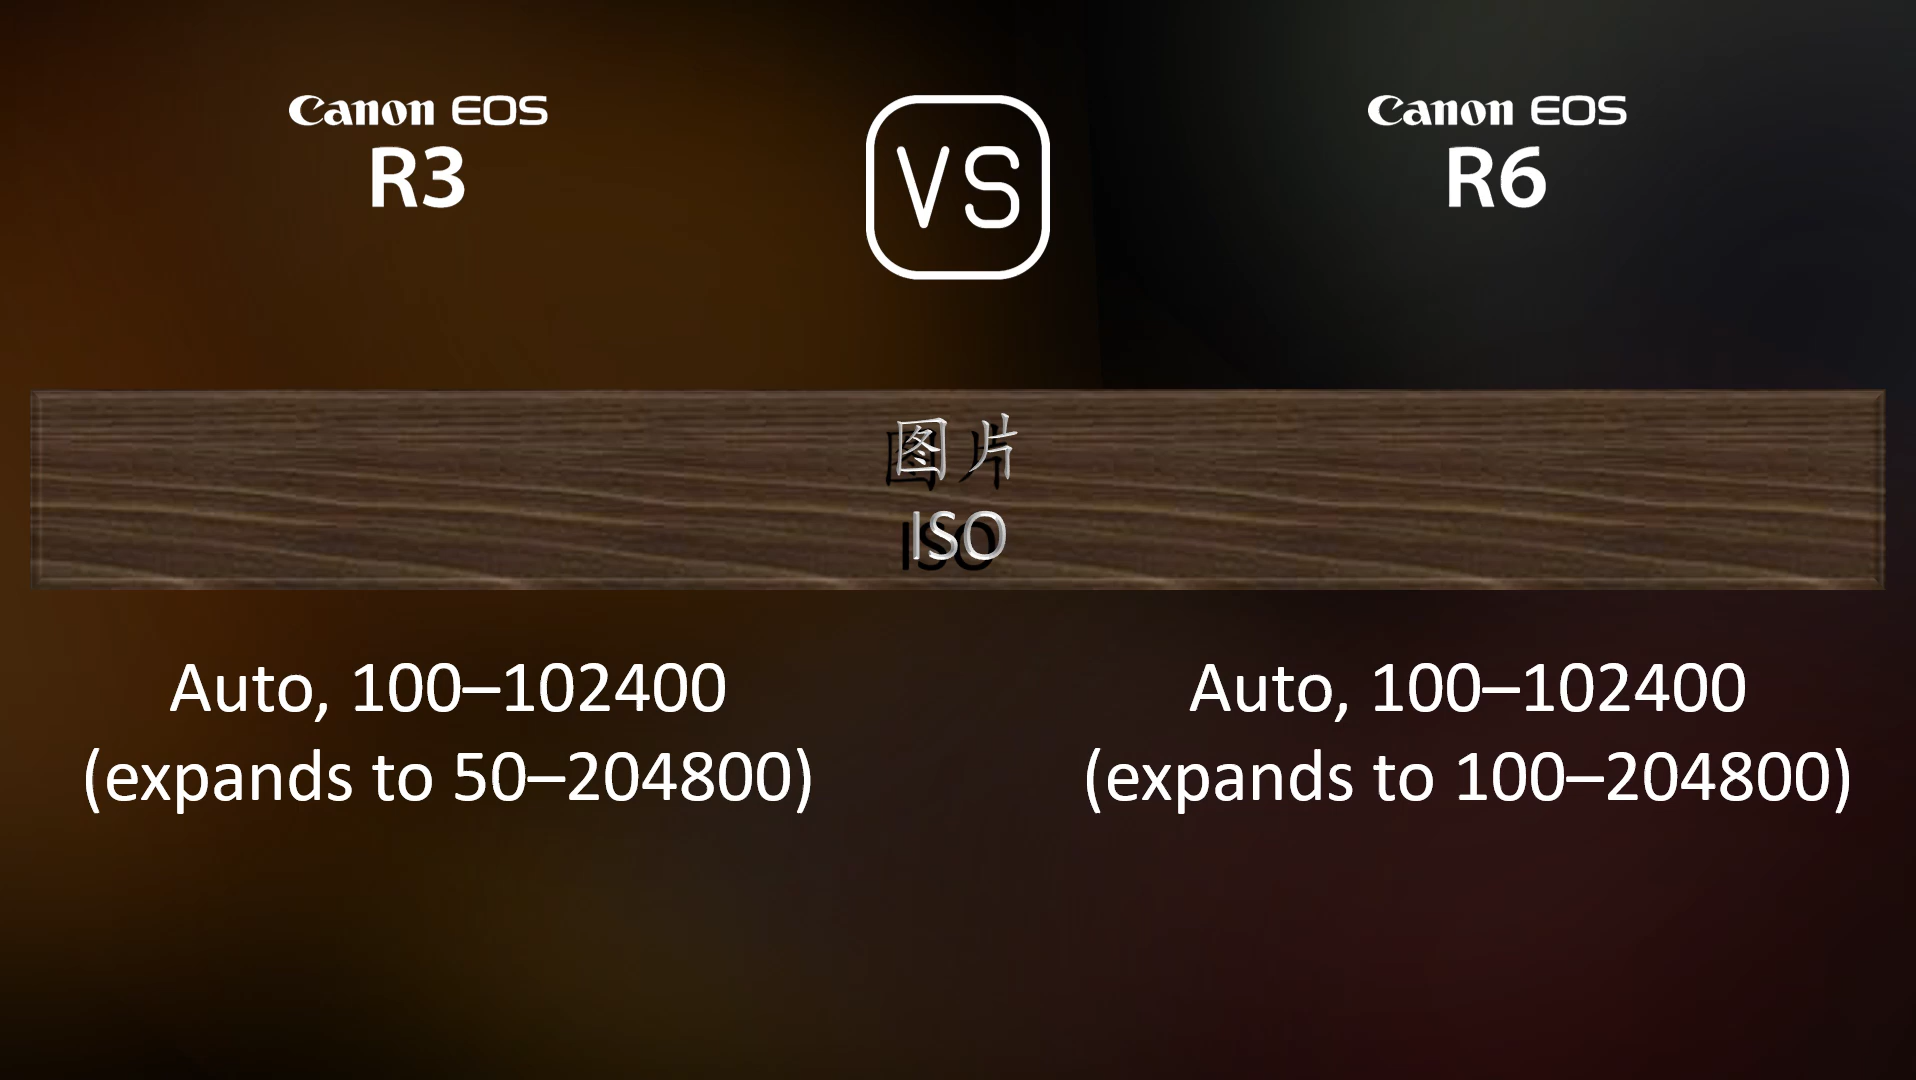 Canon EOS
R3
VS
Canon EOS
R6
图片
ISO
Auto, 100–102400
(expands to 50–204800)
Auto, 100–102400
(expands to 100–204800)